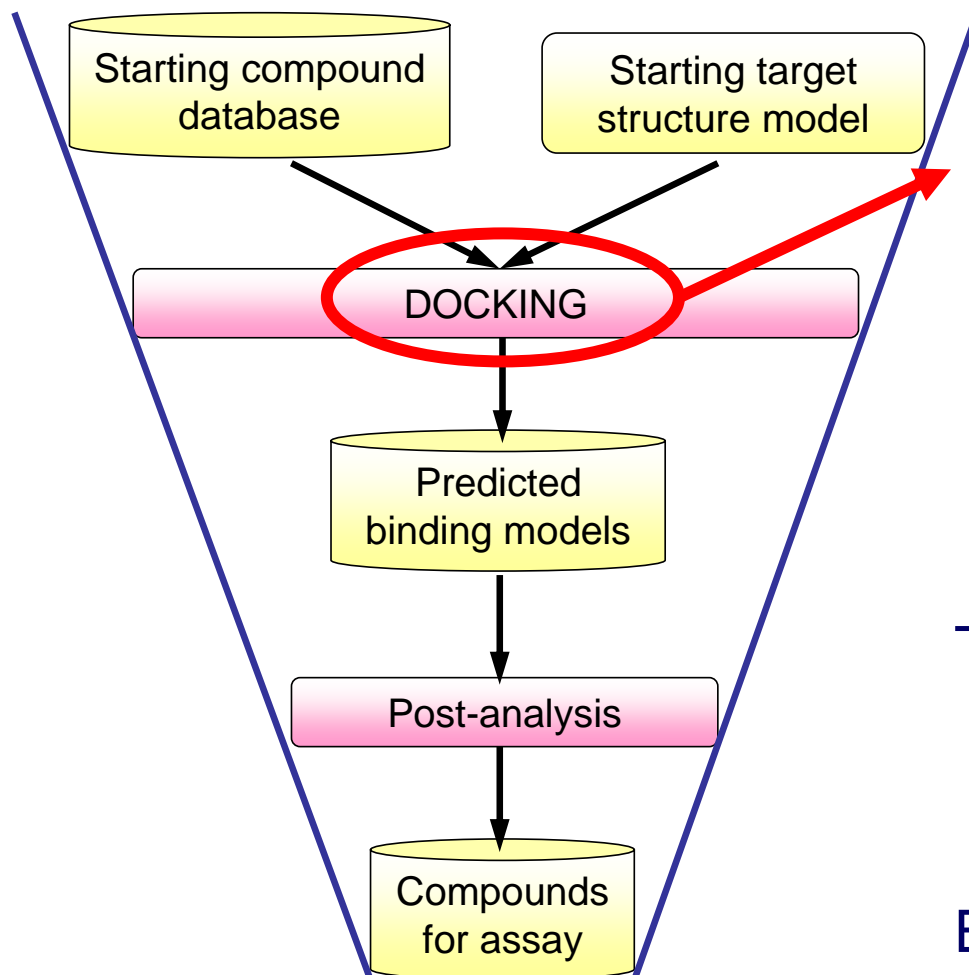 Starting compound
database
Starting target
structure model
DOCKING
Predicted
binding models
Post-analysis
Compounds
for assay